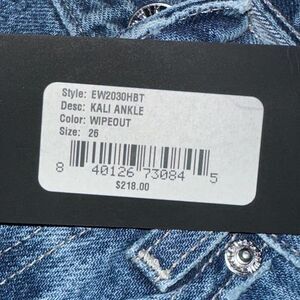 Style: EW2030HBT
Desc: KALI ANKLE
Color: WIPEOUT
Size: 26
8 40126 73084 5
$218.00